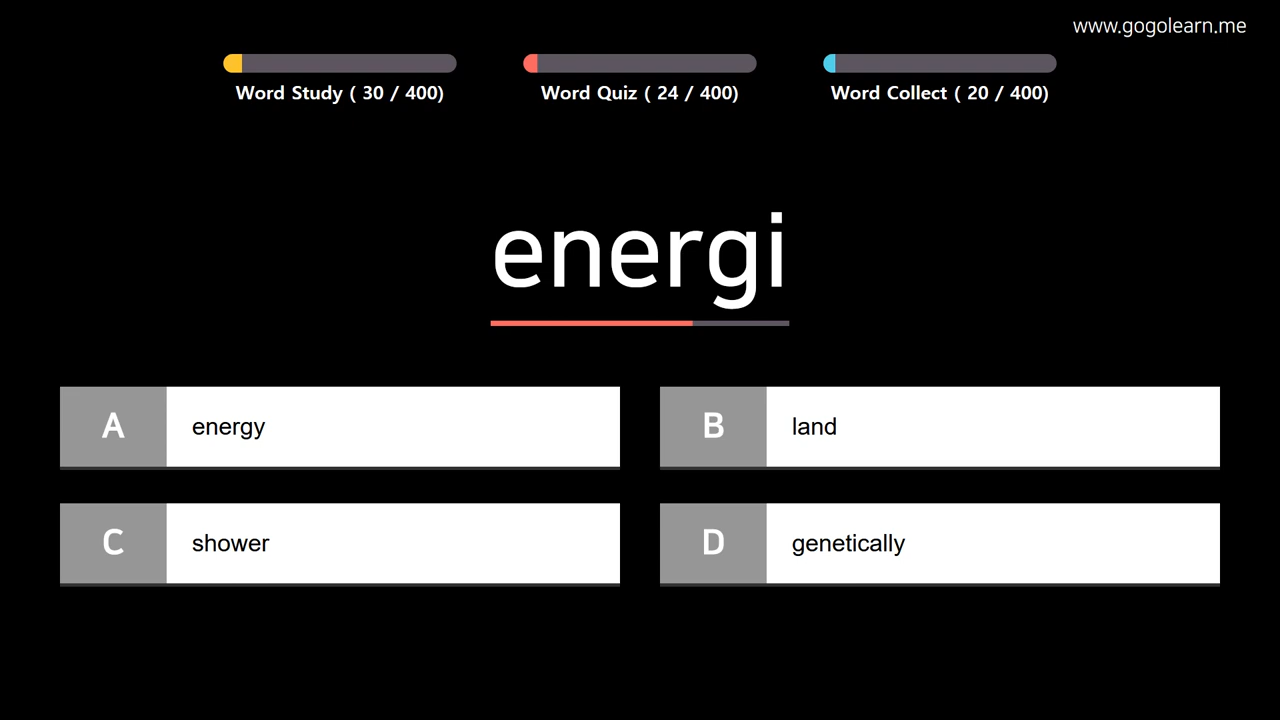 www.gogolearn.me
Word Study ( 30 / 400)
Word Quiz ( 24 / 400)
Word Collect ( 20 / 400)
energi
A energy
B land
C shower
D genetically